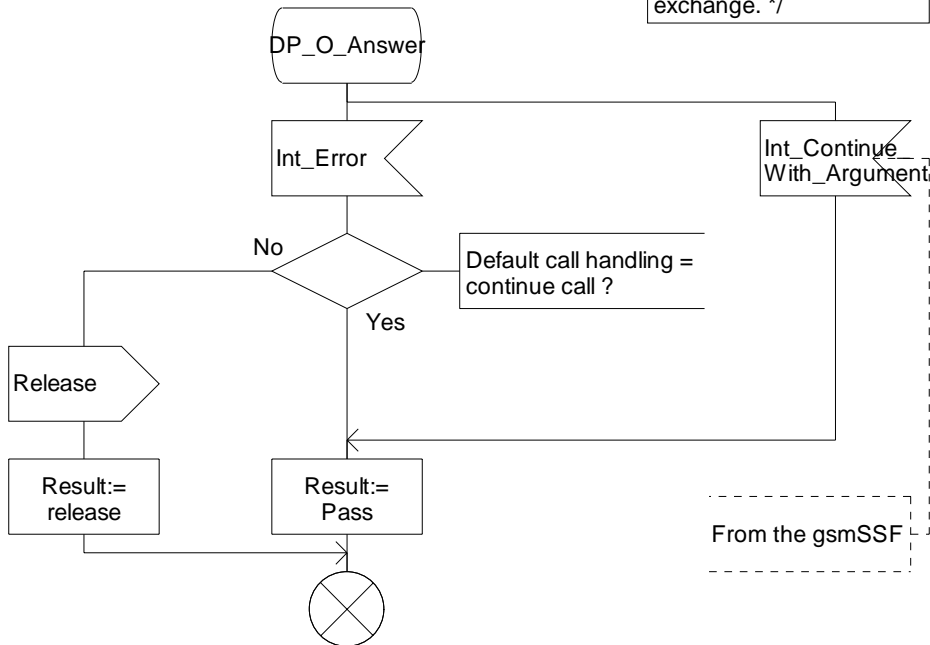 exchange. */
DP_O_Answer
Int_Error
Int_Continue_
With_Argument
No
Default call handling =
continue call ?
Yes
Release
Result:=
release
Result:=
Pass
From the gsmSSF